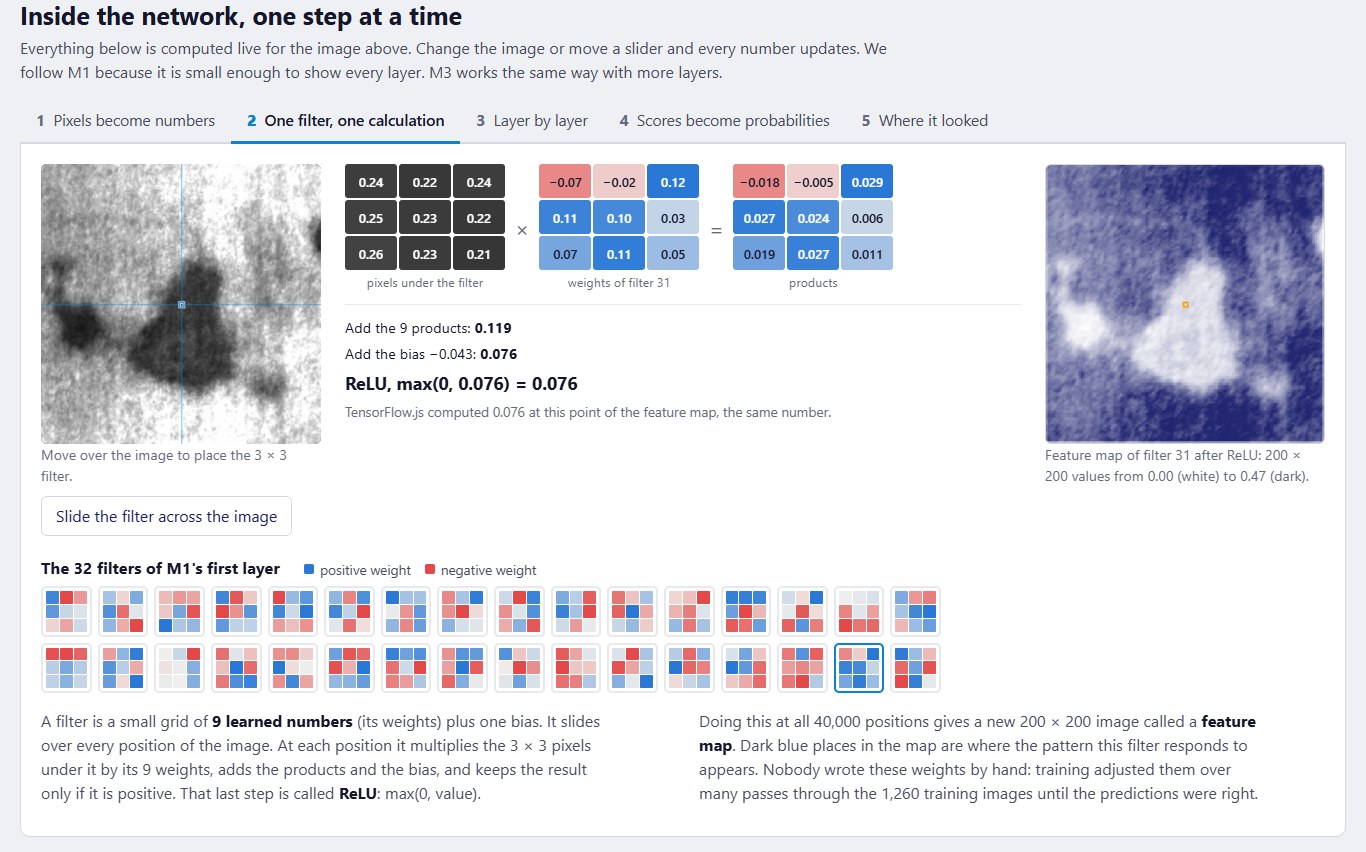 Inside the network, one step at a time
Everything below is computed live for the image above. Change the image or move a slider and every number updates. We
follow M1 because it is small enough to show every layer. M3 works the same way with more layers.
1 Pixels become numbers
2 One filter, one calculation
3 Layer by layer
4 Scores become probabilities
5 Where it looked
0.24 0.22 0.24
0.25 0.23 0.22
0.26 0.23 0.21
pixels under the filter
×
−0.07 −0.02 0.12
0.11 0.10 0.03
0.07 0.11 0.05
weights of filter 31
=
−0.018 −0.005 0.029
0.027 0.024 0.006
0.019 0.027 0.011
products
Add the 9 products: 0.119
Add the bias −0.043: 0.076
ReLU, max(0, 0.076) = 0.076
TensorFlow.js computed 0.076 at this point of the feature map, the same number.
Move over the image to place the 3 × 3
filter.
Slide the filter across the image
Feature map of filter 31 after ReLU: 200 ×
200 values from 0.00 (white) to 0.47 (dark).
The 32 filters of M1's first layer
positive weight
negative weight
A filter is a small grid of 9 learned numbers (its weights) plus one bias. It slides
over every position of the image. At each position it multiplies the 3 × 3 pixels
under it by its 9 weights, adds the products and the bias, and keeps the result
only if it is positive. That last step is called ReLU: max(0, value).
Doing this at all 40,000 positions gives a new 200 × 200 image called a feature
map. Dark blue places in the map are where the pattern this filter responds to
appears. Nobody wrote these weights by hand: training adjusted them over
many passes through the 1,260 training images until the predictions were right.